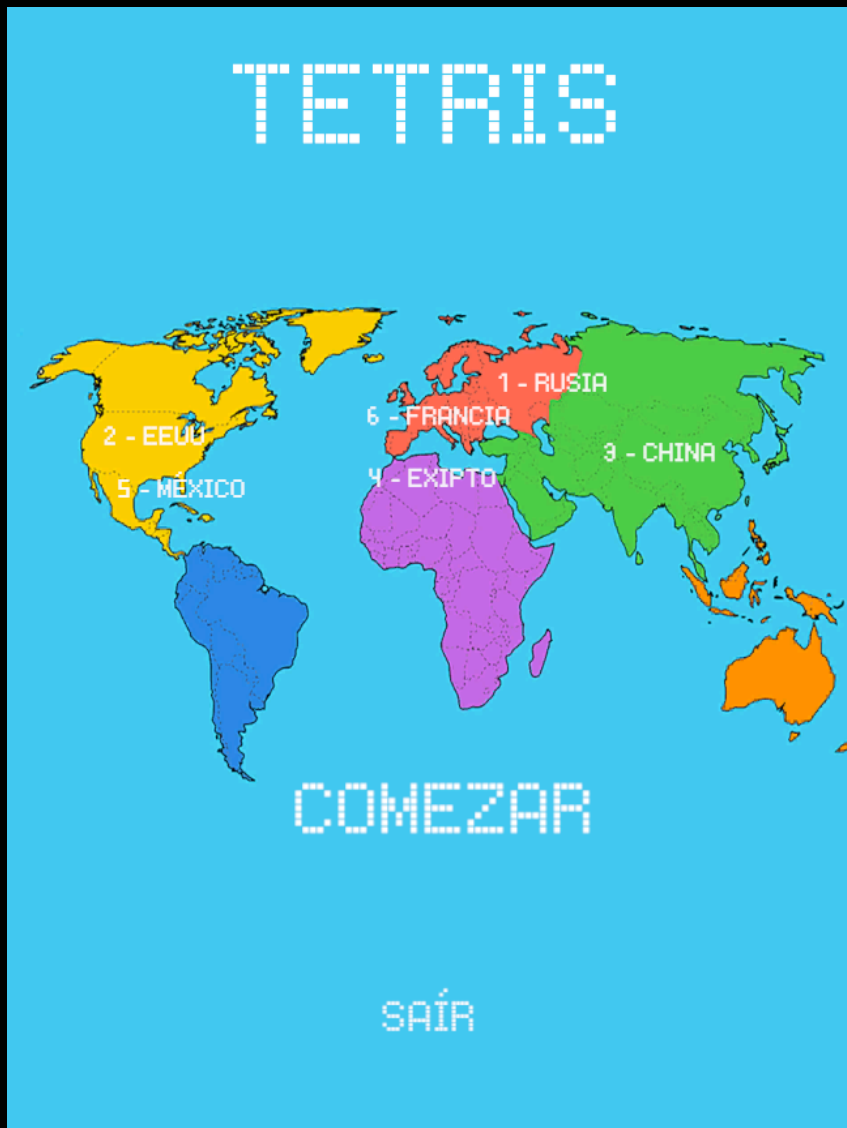 TETRIS
1 - RUSIA
6 - FRANCIA
2 - EEUU
3 - CHINA
4 - EXIPTO
5 - MÉXICO
COMEZAR
SAÍR